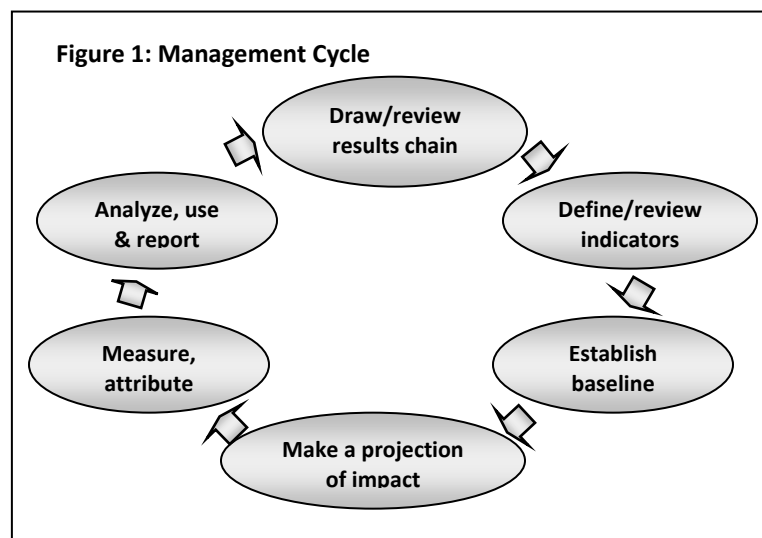 Figure 1: Management Cycle
Draw/review
results chain
Define/review
indicators
Establish
baseline
Make a projection
of impact
Measure,
attribute
Analyze, use
& report